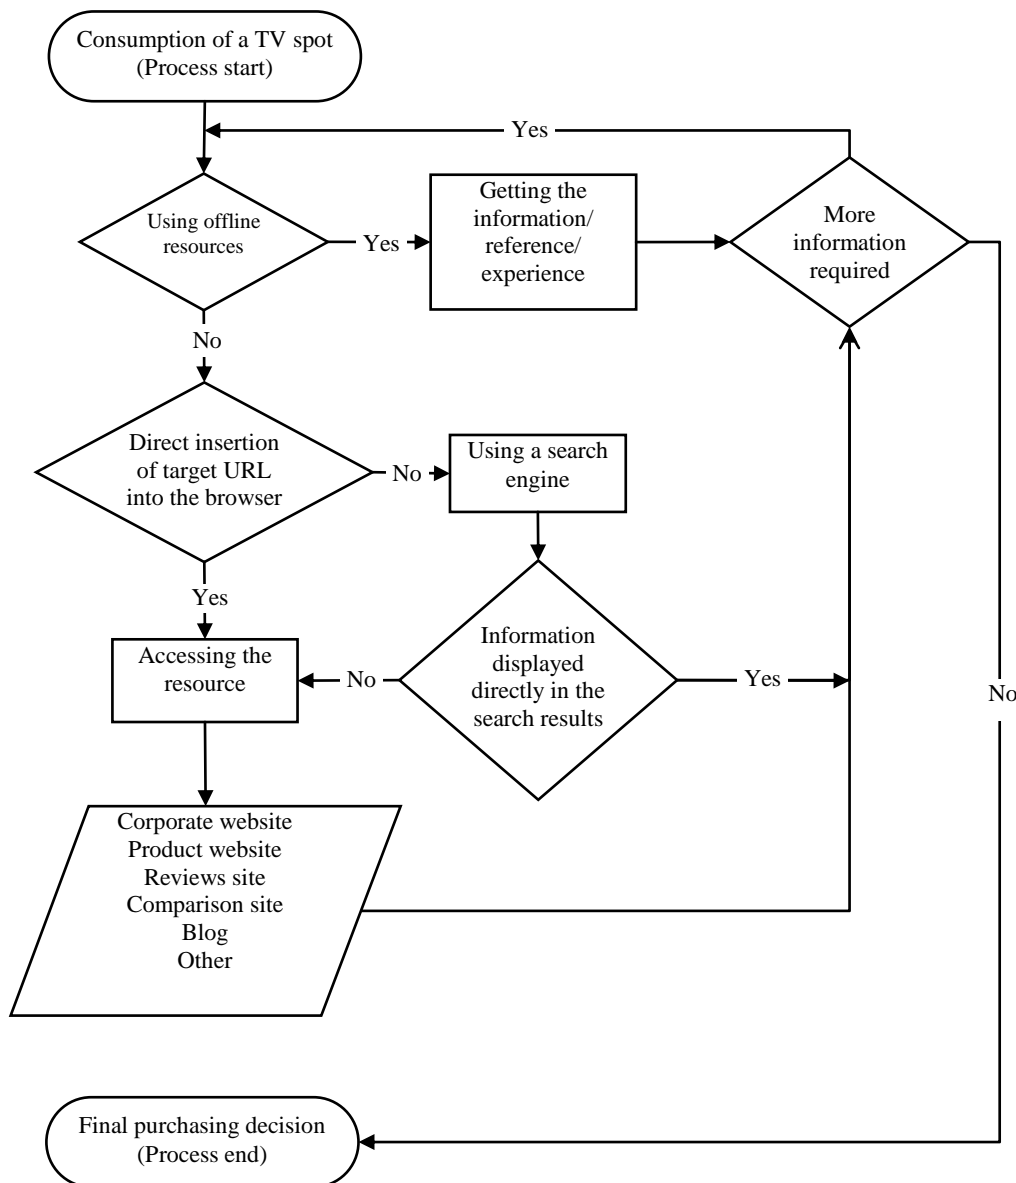 Consumption of a TV spot
(Process start)
Yes
Using offline
resources
Yes
Getting the
information/
reference/
experience
More
information
required
No
Direct insertion
of target URL
into the browser
No
Using a search
engine
Yes
Accessing the
resource
No
Information
displayed
directly in the
search results
Yes
No
Corporate website
Product website
Reviews site
Comparison site
Blog
Other
Final purchasing decision
(Process end)